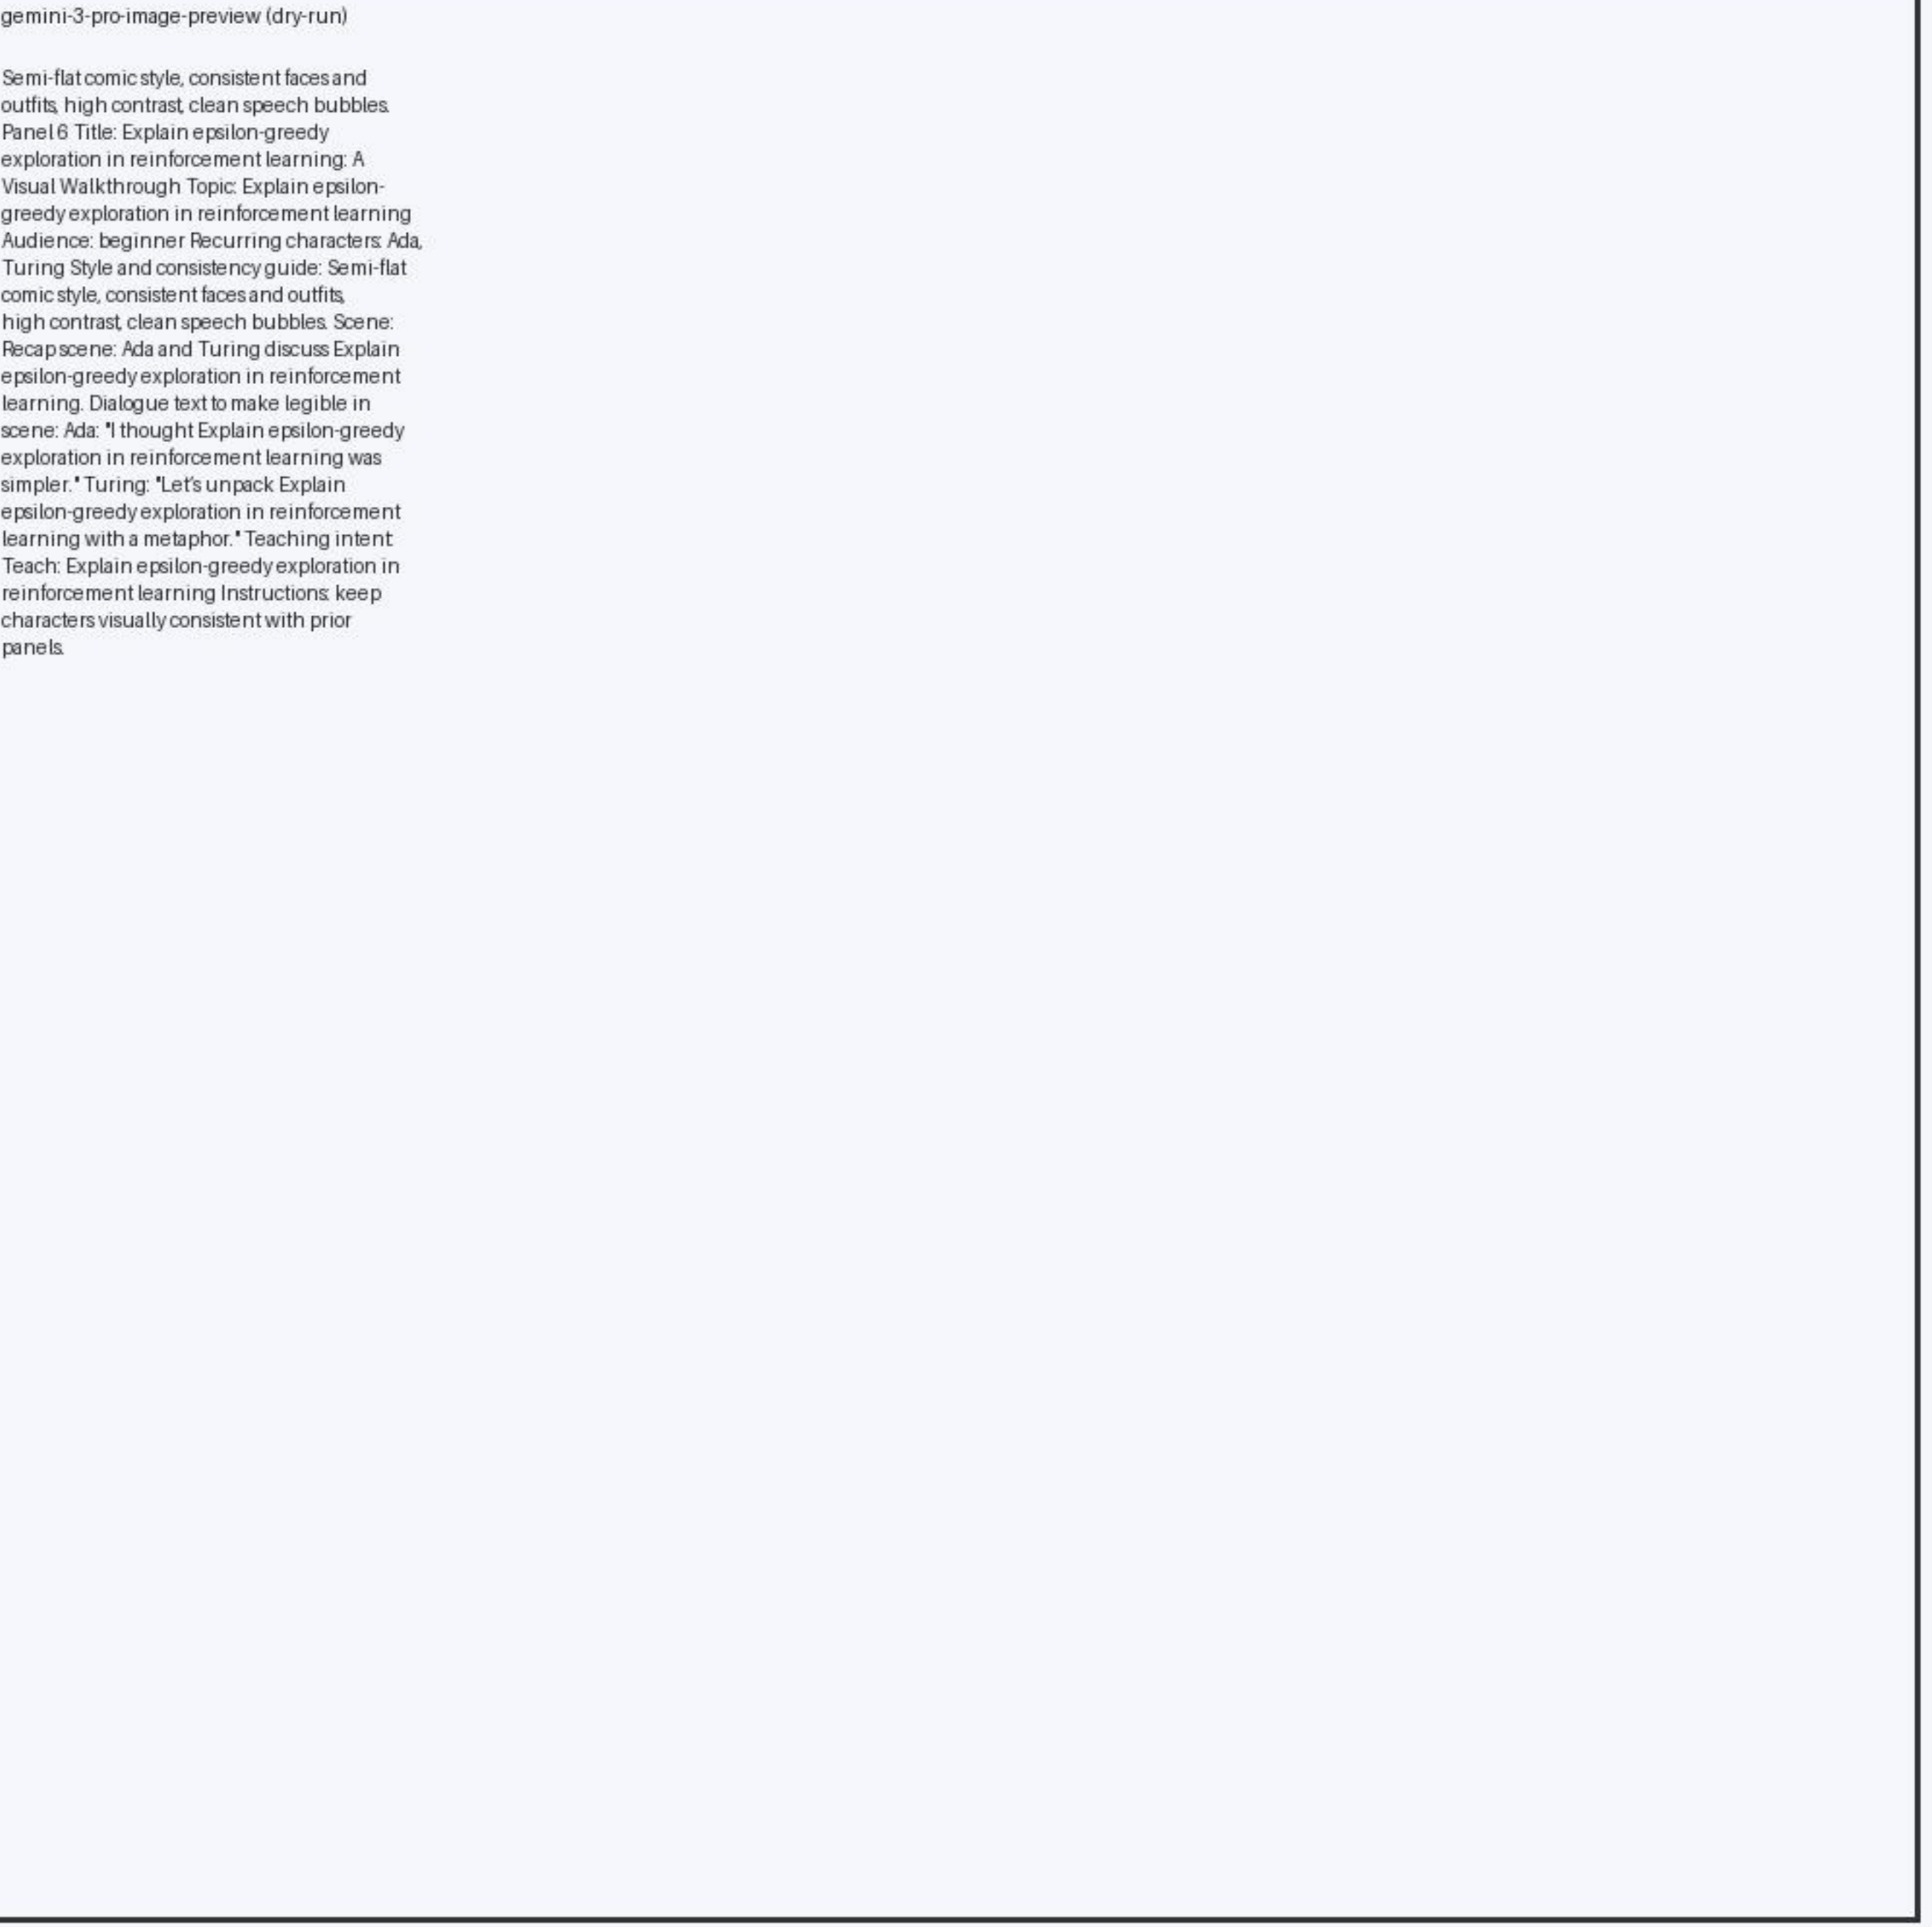 gemini-3-pro-image-preview (dry-run)
Semi-flat comic style, consistent faces and
outfits, high contrast, clean speech bubbles.
Panel 6 Title: Explain epsilon-greedy
exploration in reinforcement learning: A
Visual Walkthrough Topic: Explain epsilon-
greedy exploration in reinforcement learning
Audience: beginner Recurring characters: Ada,
Turing Style and consistency guide: Semi-flat
comic style, consistent faces and outfits,
high contrast, clean speech bubbles. Scene:
Recap scene: Ada and Turing discuss Explain
epsilon-greedy exploration in reinforcement
learning. Dialogue text to make legible in
scene: Ada: "I thought Explain epsilon-greedy
exploration in reinforcement learning was
simpler." Turing: "Let's unpack Explain
epsilon-greedy exploration in reinforcement
learning with a metaphor." Teaching intent:
Teach: Explain epsilon-greedy exploration in
reinforcement learning Instructions: keep
characters visually consistent with prior
panels.